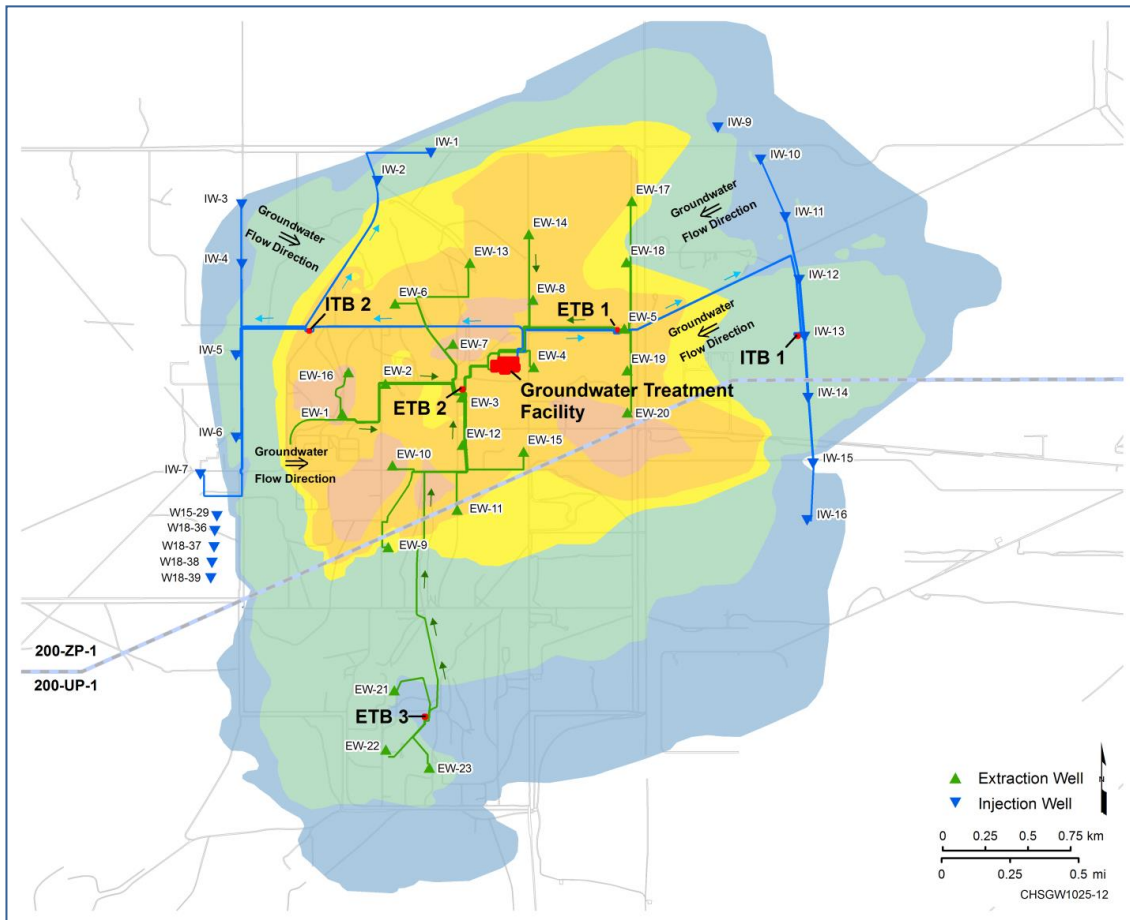 IW-9
IW-1
IW-10
IW-2
EW-17
IW-3
Groundwater
Flow Direction
Groundwater
Flow Direction
IW-11
EW-14
EW-13
EW-18
IW-4
IW-12
EW-6
EW-8
ITB 2
ETB 1
EW-5
Groundwater
Flow Direction
IW-13
EW-7
IW-5
ITB 1
EW-16
EW-4
EW-19
EW-2
Groundwater Treatment
Facility
ETB 2
EW-3
IW-14
EW-1
EW-20
IW-6
EW-12
Groundwater
Flow Direction
EW-15
EW-10
IW-15
IW-7
EW-11
W15-29
IW-16
W18-36
W18-37
EW-9
W18-38
W18-39
200-ZP-1
200-UP-1
EW-21
ETB 3
EW-22
EW-23
Extraction Well
Injection Well
0 0.25 0.5 0.75 km
0 0.25 0.5 mi
CHSGW1025-12